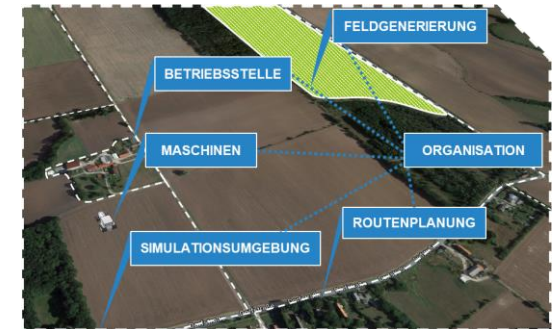 FELDGENERIERUNG
BETRIEBSSTELLE
MASCHINEN
ORGANISATION
ROUTENPLANUNG
SIMULATIONSUMGEBUNG